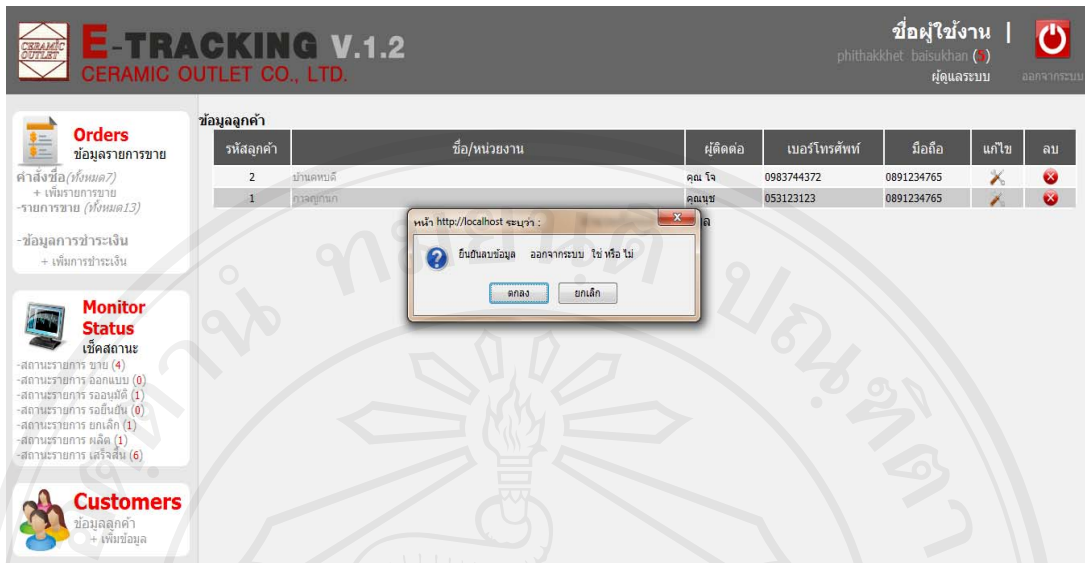 CERAMIC
OUTLET
E-TRACKING V.1.2
CERAMIC OUTLET CO., LTD.
ชื่อผู้ใช้งาน |
phithakkhet baisukhan (5)
ผู้ดูแลระบบ
ออกจากระบบ
Orders
ข้อมูลรายการขาย
คำสั่งซื้อ(ทั้งหมด7)
+ เพิ่มรายการขาย
-รายการขาย (ทั้งหมด13)
-ข้อมูลการชำระเงิน
+ เพิ่มการชำระเงิน
Monitor
Status
เช็คสถานะ
-สถานะรายการ ขาย (4)
-สถานะรายการ ออกแบบ (0)
-สถานะรายการ รออนุมัติ (1)
-สถานะรายการ รอยืนยัน (0)
-สถานะรายการ ยกเลิก (1)
-สถานะรายการ ผลิต (1)
-สถานะรายการ เสร็จสิ้น (6)
Customers
ข้อมูลลูกค้า
+ เพิ่มข้อมูล
ข้อมูลลูกค้า
รหัสลูกค้า ชื่อ/หน่วยงาน ผู้ติดต่อ เบอร์โทรศัพท์ มือถือ แก้ไข ลบ
2 บ้านคหบดี คุณ โจ 0983744372 0891234765
1 กาจญกนก คุณนุช 053123123 0891234765
หน้า http://localhost ระบุว่า :
ยืนยันลบข้อมูล ออกจากระบบ ใช่ หรือ ไม่
ตกลง ยกเลิก